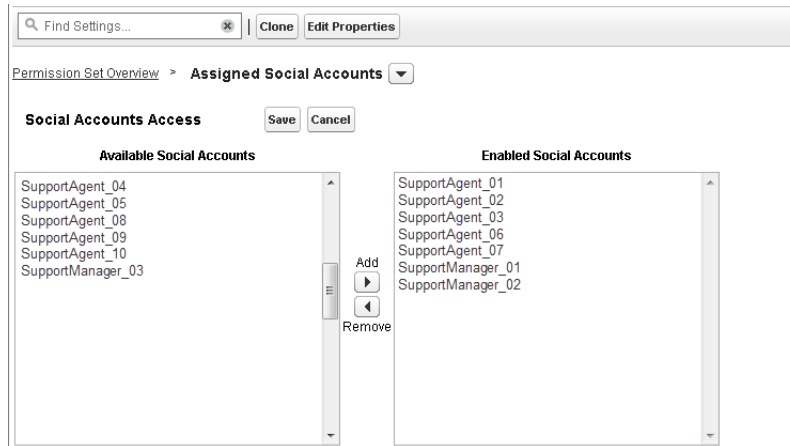 Find Settings... | Clone Edit Properties
Permission Set Overview > Assigned Social Accounts
Social Accounts Access Save Cancel
Available Social Accounts
SupportAgent_04
SupportAgent_05
SupportAgent_08
SupportAgent_09
SupportAgent_10
SupportManager_03
Add
Remove
Enabled Social Accounts
SupportAgent_01
SupportAgent_02
SupportAgent_03
SupportAgent_06
SupportAgent_07
SupportManager_01
SupportManager_02